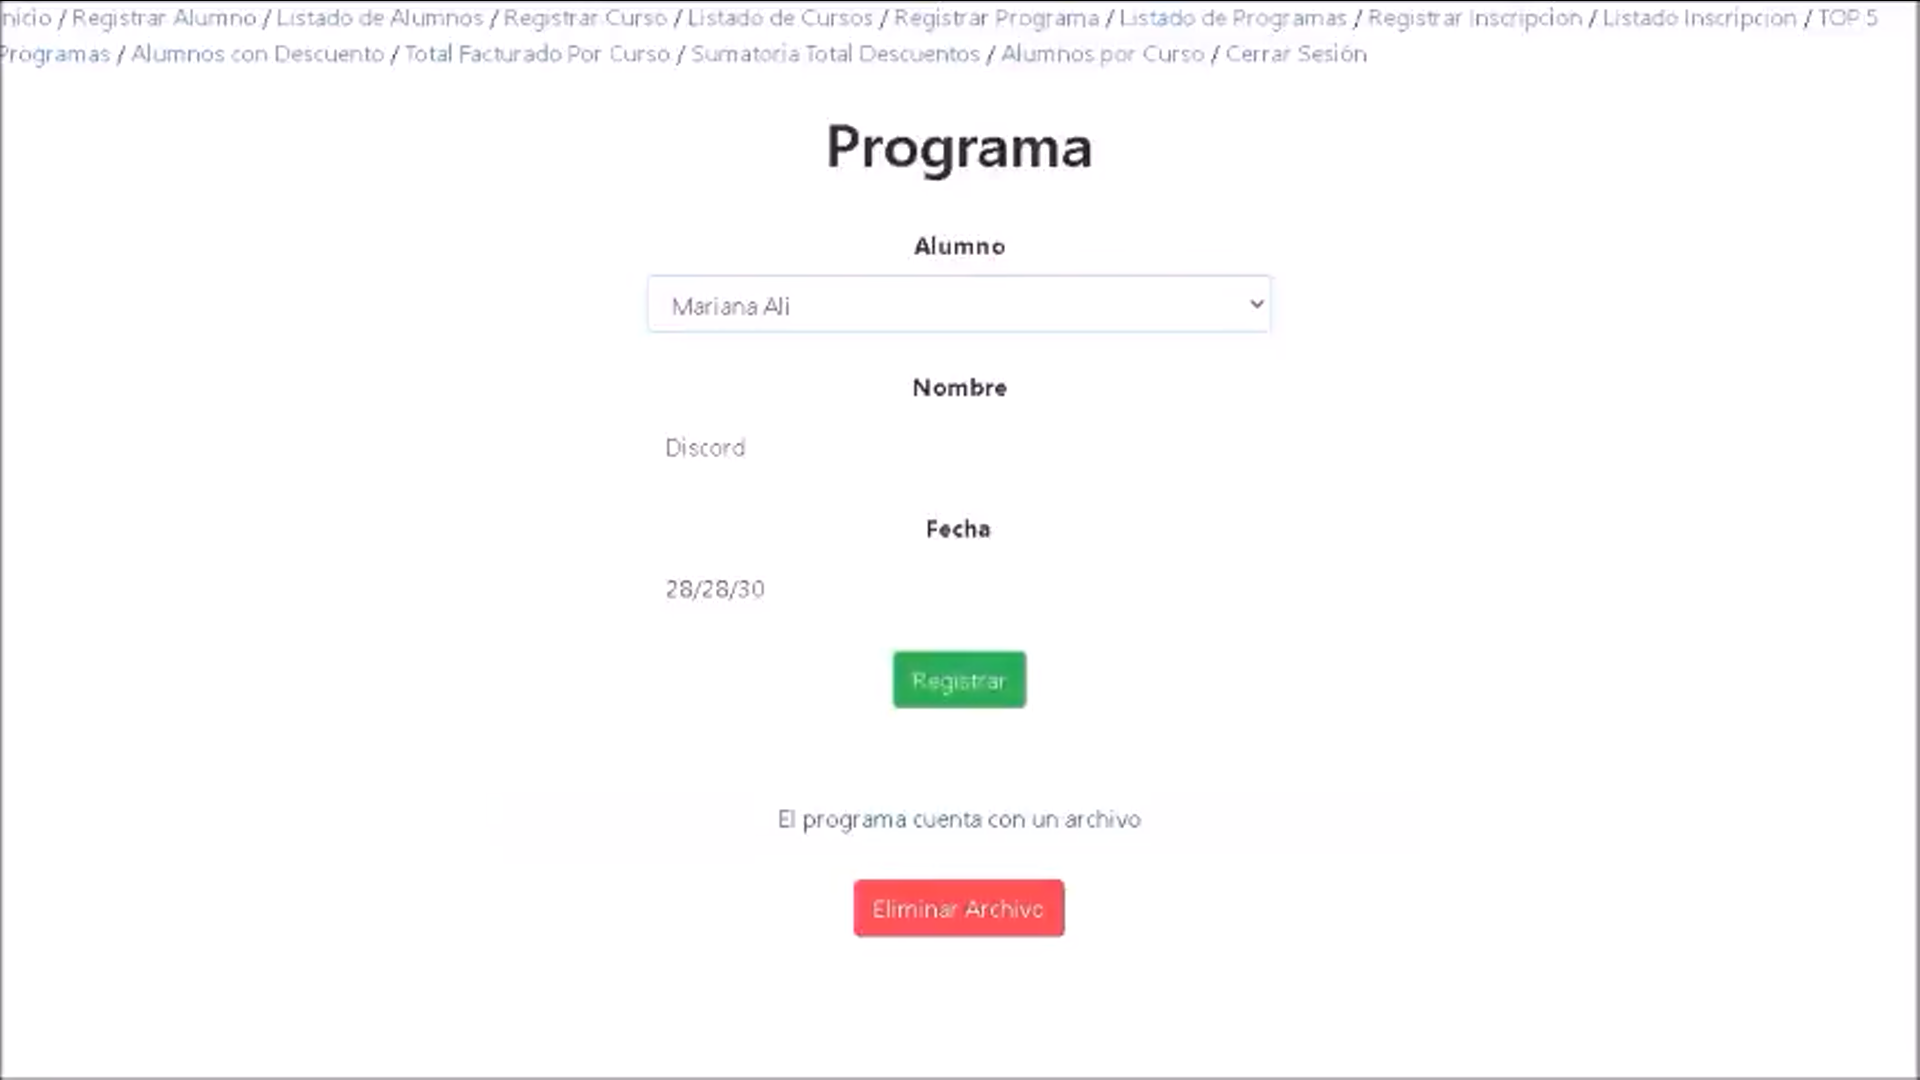 nicio / Registrar Alumno / Listado de Alumnos / Registrar Curso / Listado de Cursos / Registrar Programa / Listado de Programas / Registrar Inscripcion / Listado Inscripcion / TOP 5
Programas / Alumnos con Descuento / Total Facturado Por Curso / Sumatoria Total Descuentos / Alumnos por Curso / Cerrar Sesión
Programa
Alumno
Mariana Ali
Nombre
Discord
Fecha
28/28/30
Registrar
El programa cuenta con un archivo
Eliminar Archivo